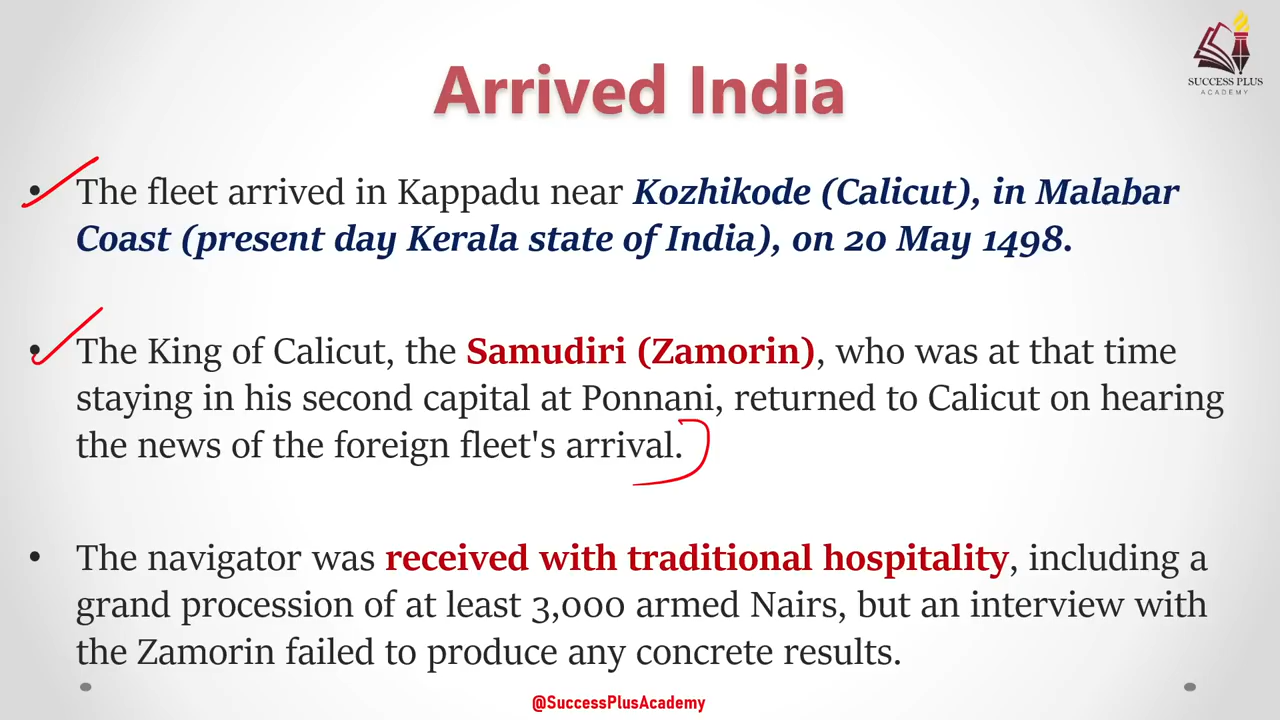 SUCCESS PLUS
ACADEMY
Arrived India
• The fleet arrived in Kappadu near Kozhikode (Calicut), in Malabar
Coast (present day Kerala state of India), on 20 May 1498.
• The King of Calicut, the Samudiri (Zamorin), who was at that time
staying in his second capital at Ponnani, returned to Calicut on hearing
the news of the foreign fleet's arrival.
• The navigator was received with traditional hospitality, including a
grand procession of at least 3,000 armed Nairs, but an interview with
the Zamorin failed to produce any concrete results.
@SuccessPlusAcademy